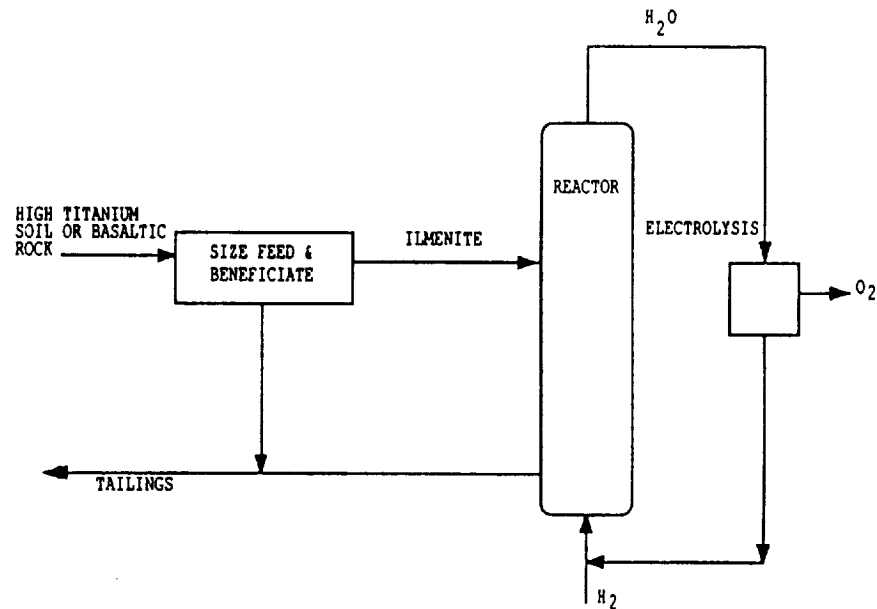 H₂O
REACTOR
HIGH TITANIUM
SOIL OR BASALTIC
ROCK
SIZE FEED &
BENEFICIATE
ILMENITE
ELECTROLYSIS
O₂
TAILINGS
H₂